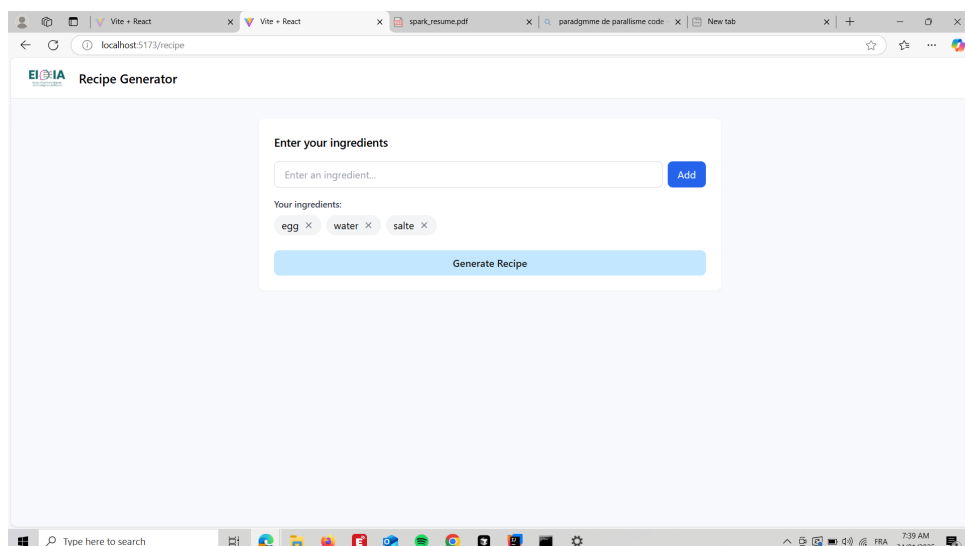 Vite + React
Vite + React
spark_resume.pdf
paradgmme de parallisme code
New tab
localhost:5173/recipe
Recipe Generator
Enter your ingredients
Enter an ingredient...
Add
Your ingredients:
egg ×
water ×
salte ×
Generate Recipe
Type here to search
FRA
7:39 AM